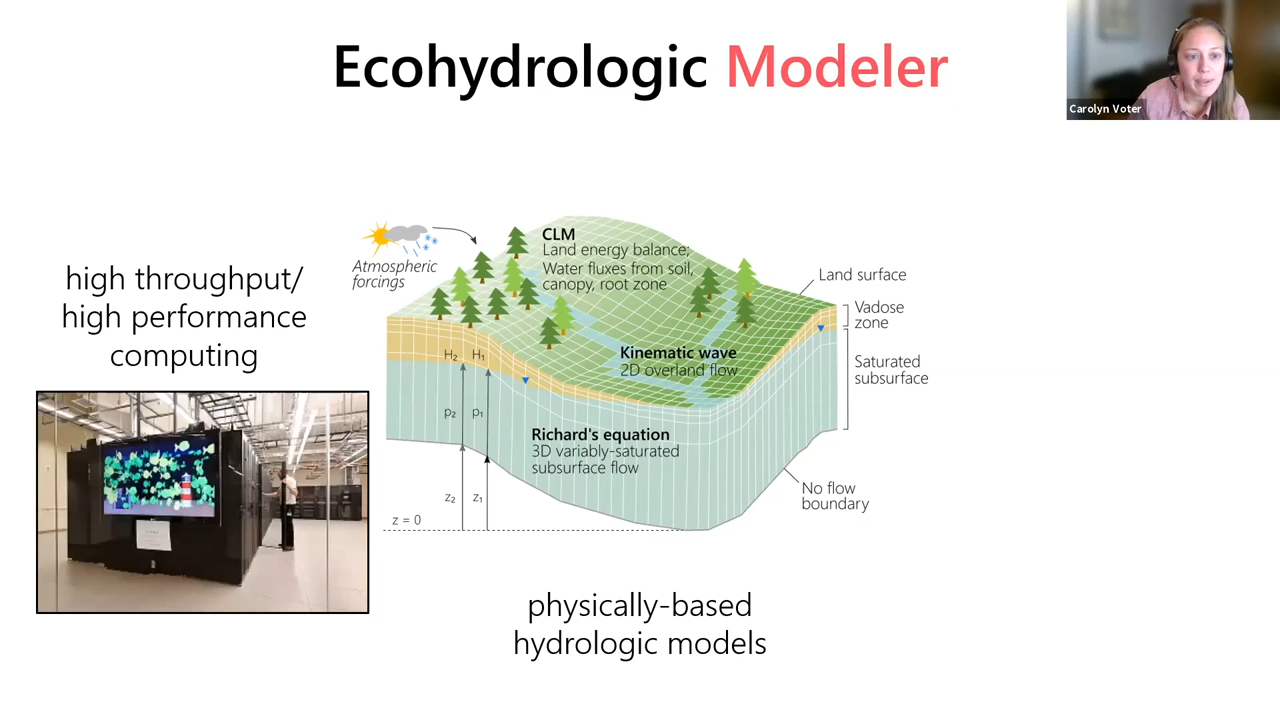 Ecohydrologic Modeler
Carolyn Voter
high throughput/
high performance
computing
Atmospheric
forcings
CLM
Land energy balance;
Water fluxes from soil,
canopy, root zone
Land surface
Vadose
zone
Saturated
subsurface
Kinematic wave
2D overland flow
H₂ H₁
p₂ p₁
Richard's equation
3D variably-saturated
subsurface flow
z₂ z₁
z = 0
No flow
boundary
physically-based
hydrologic models